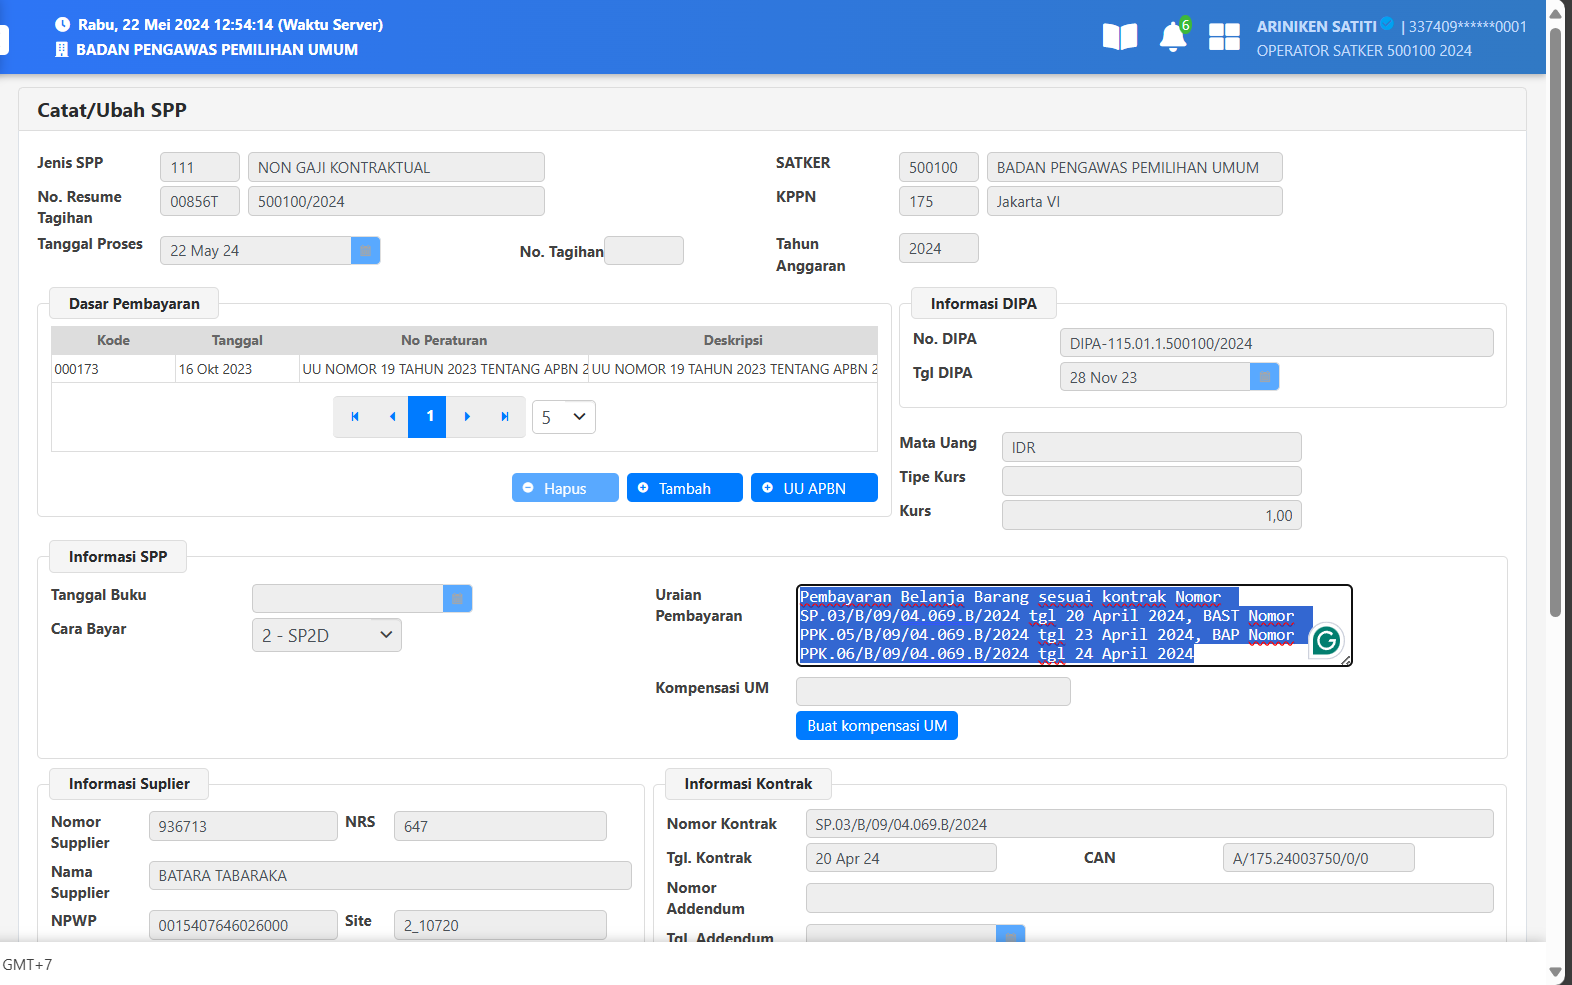 Rabu, 22 Mei 2024 12:54:14 (Waktu Server)
BADAN PENGAWAS PEMILIHAN UMUM
6
ARINIKEN SATITI | 337409******0001
OPERATOR SATKER 500100 2024
Catat/Ubah SPP
Jenis SPP 111 NON GAJI KONTRAKTUAL
SATKER 500100 BADAN PENGAWAS PEMILIHAN UMUM
No. Resume Tagihan 00856T 500100/2024
KPPN 175 Jakarta VI
Tanggal Proses 22 May 24 No. Tagihan
Tahun Anggaran 2024
Dasar Pembayaran
Kode Tanggal No Peraturan Deskripsi
000173 16 Okt 2023 UU NOMOR 19 TAHUN 2023 TENTANG APBN 2 UU NOMOR 19 TAHUN 2023 TENTANG APBN 2
1 5
Hapus Tambah UU APBN
Informasi DIPA
No. DIPA DIPA-115.01.1.500100/2024
Tgl DIPA 28 Nov 23
Mata Uang IDR
Tipe Kurs
Kurs 1,00
Informasi SPP
Tanggal Buku
Cara Bayar 2 - SP2D
Uraian Pembayaran
Pembayaran Belanja Barang sesuai kontrak Nomor
SP.03/B/09/04.069.B/2024 tgl 20 April 2024, BAST Nomor
PPK.05/B/09/04.069.B/2024 tgl 23 April 2024, BAP Nomor
PPK.06/B/09/04.069.B/2024 tgl 24 April 2024
Kompensasi UM
Buat kompensasi UM
Informasi Suplier
Nomor Supplier 936713 NRS 647
Nama Supplier BATARA TABARAKA
NPWP 0015407646026000 Site 2_10720
Informasi Kontrak
Nomor Kontrak SP.03/B/09/04.069.B/2024
Tgl. Kontrak 20 Apr 24 CAN A/175.24003750/0/0
Nomor Addendum
Tgl. Addendum
GMT+7